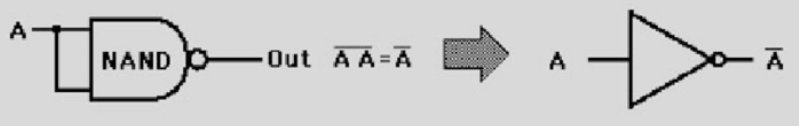 A NAND Out A̅ A̅=A̅ A A̅